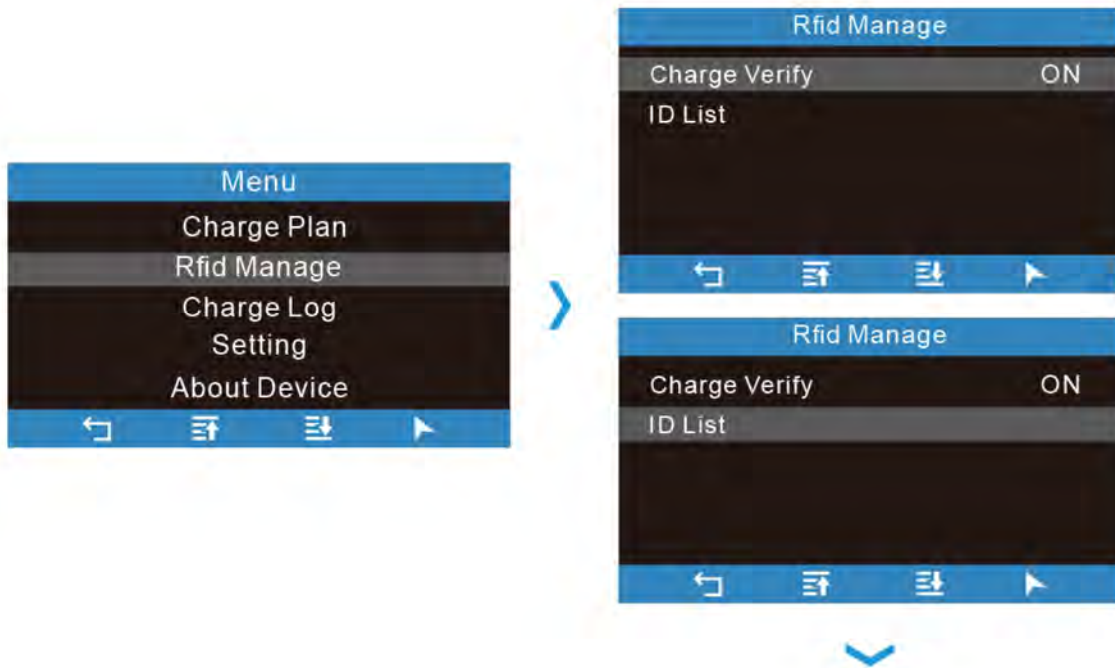 Menu
Charge Plan
Rfid Manage
Charge Log
Setting
About Device
Rfid Manage
Charge Verify ON
ID List
Rfid Manage
Charge Verify ON
ID List